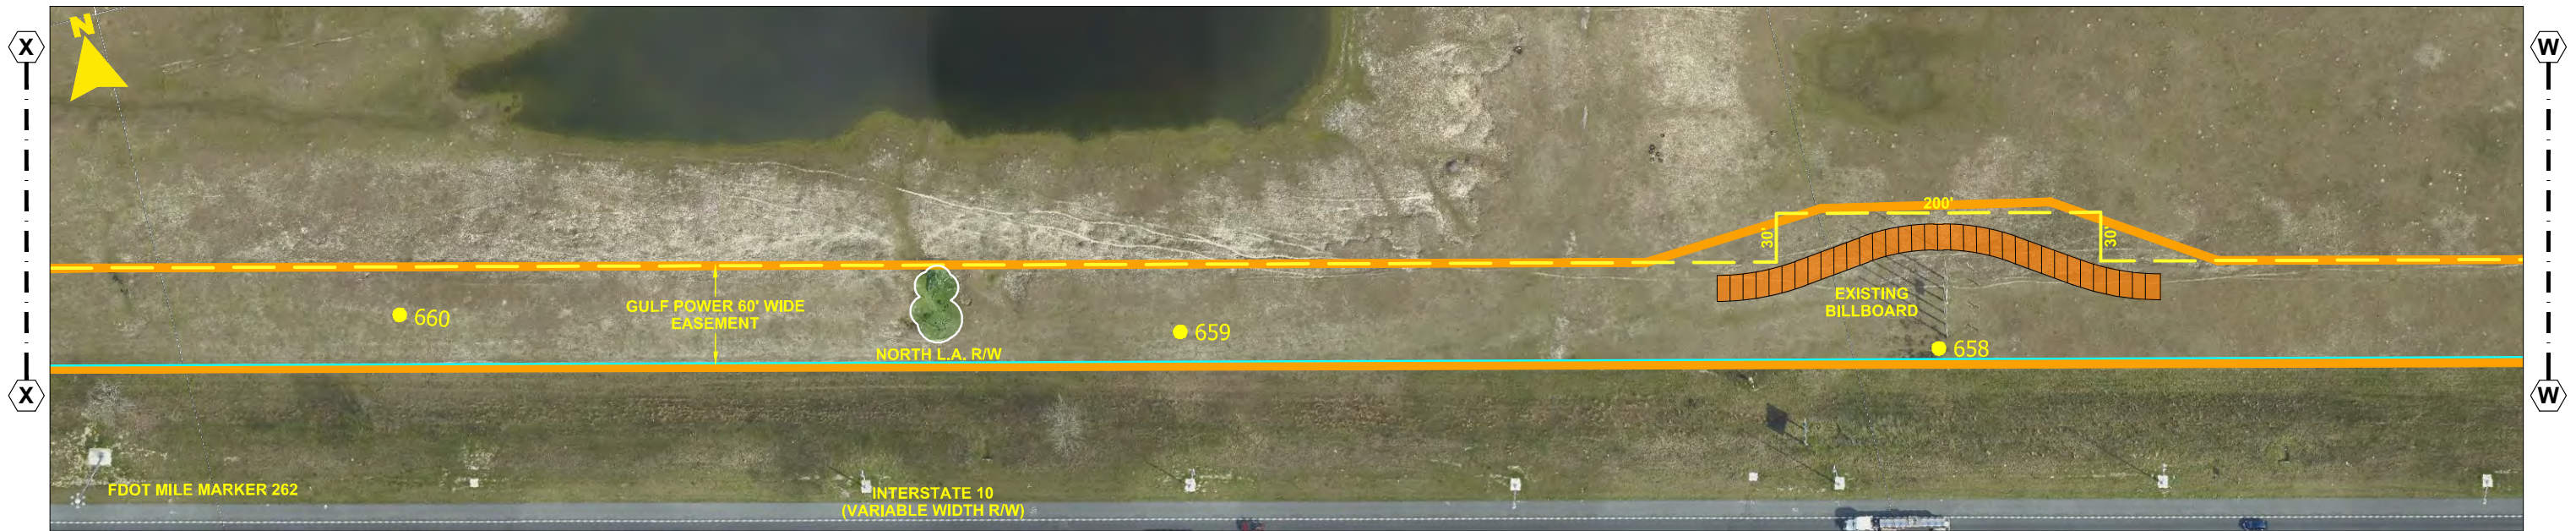 N
X
W
200'
30'
30'
EXISTING
BILLBOARD
GULF POWER 60' WIDE
EASEMENT
660
659
658
NORTH L.A. R/W
X
W
FDOT MILE MARKER 262
INTERSTATE 10
(VARIABLE WIDTH R/W)